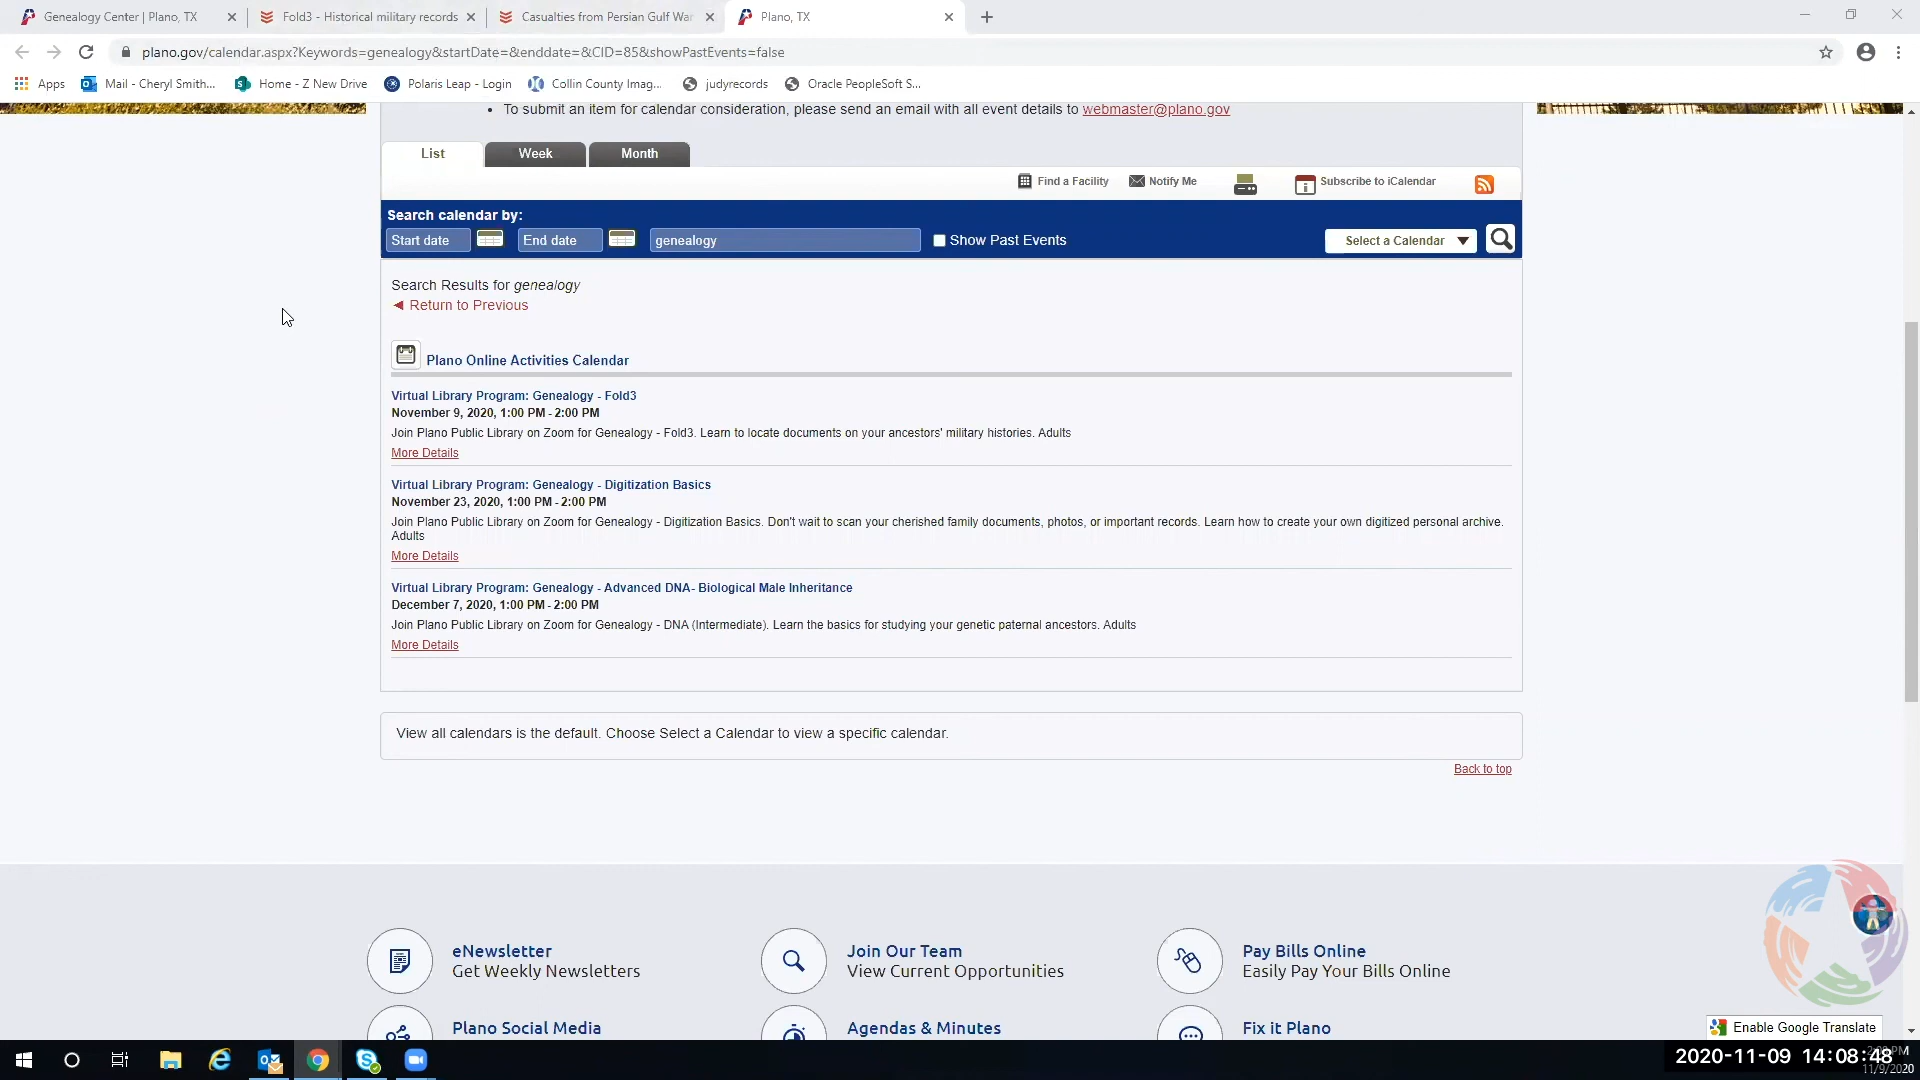 Genealogy Center | Plano, TX
Fold3 - Historical military records
Casualties from Persian Gulf War
Plano, TX
plano.gov/calendar.aspx?Keywords=genealogy&startDate=&enddate=&CID=85&showPastEvents=false
Apps
Mail - Cheryl Smith...
Home - Z New Drive
Polaris Leap - Login
Collin County Imag...
judyrecords
Oracle PeopleSoft S...
• To submit an item for calendar consideration, please send an email with all event details to webmaster@plano.gov
List
Week
Month
Find a Facility
Notify Me
Subscribe to iCalendar
Search calendar by:
Start date
End date
genealogy
Show Past Events
Select a Calendar
Search Results for genealogy
◄ Return to Previous
Plano Online Activities Calendar
Virtual Library Program: Genealogy - Fold3
November 9, 2020, 1:00 PM - 2:00 PM
Join Plano Public Library on Zoom for Genealogy - Fold3. Learn to locate documents on your ancestors' military histories. Adults
More Details
Virtual Library Program: Genealogy - Digitization Basics
November 23, 2020, 1:00 PM - 2:00 PM
Join Plano Public Library on Zoom for Genealogy - Digitization Basics. Don't wait to scan your cherished family documents, photos, or important records. Learn how to create your own digitized personal archive.
Adults
More Details
Virtual Library Program: Genealogy - Advanced DNA- Biological Male Inheritance
December 7, 2020, 1:00 PM - 2:00 PM
Join Plano Public Library on Zoom for Genealogy - DNA (Intermediate). Learn the basics for studying your genetic paternal ancestors. Adults
More Details
View all calendars is the default. Choose Select a Calendar to view a specific calendar.
Back to top
eNewsletter
Get Weekly Newsletters
Join Our Team
View Current Opportunities
Pay Bills Online
Easily Pay Your Bills Online
Plano Social Media
Agendas & Minutes
Fix it Plano
Enable Google Translate
2020-11-09 14:08:48
11/9/2020